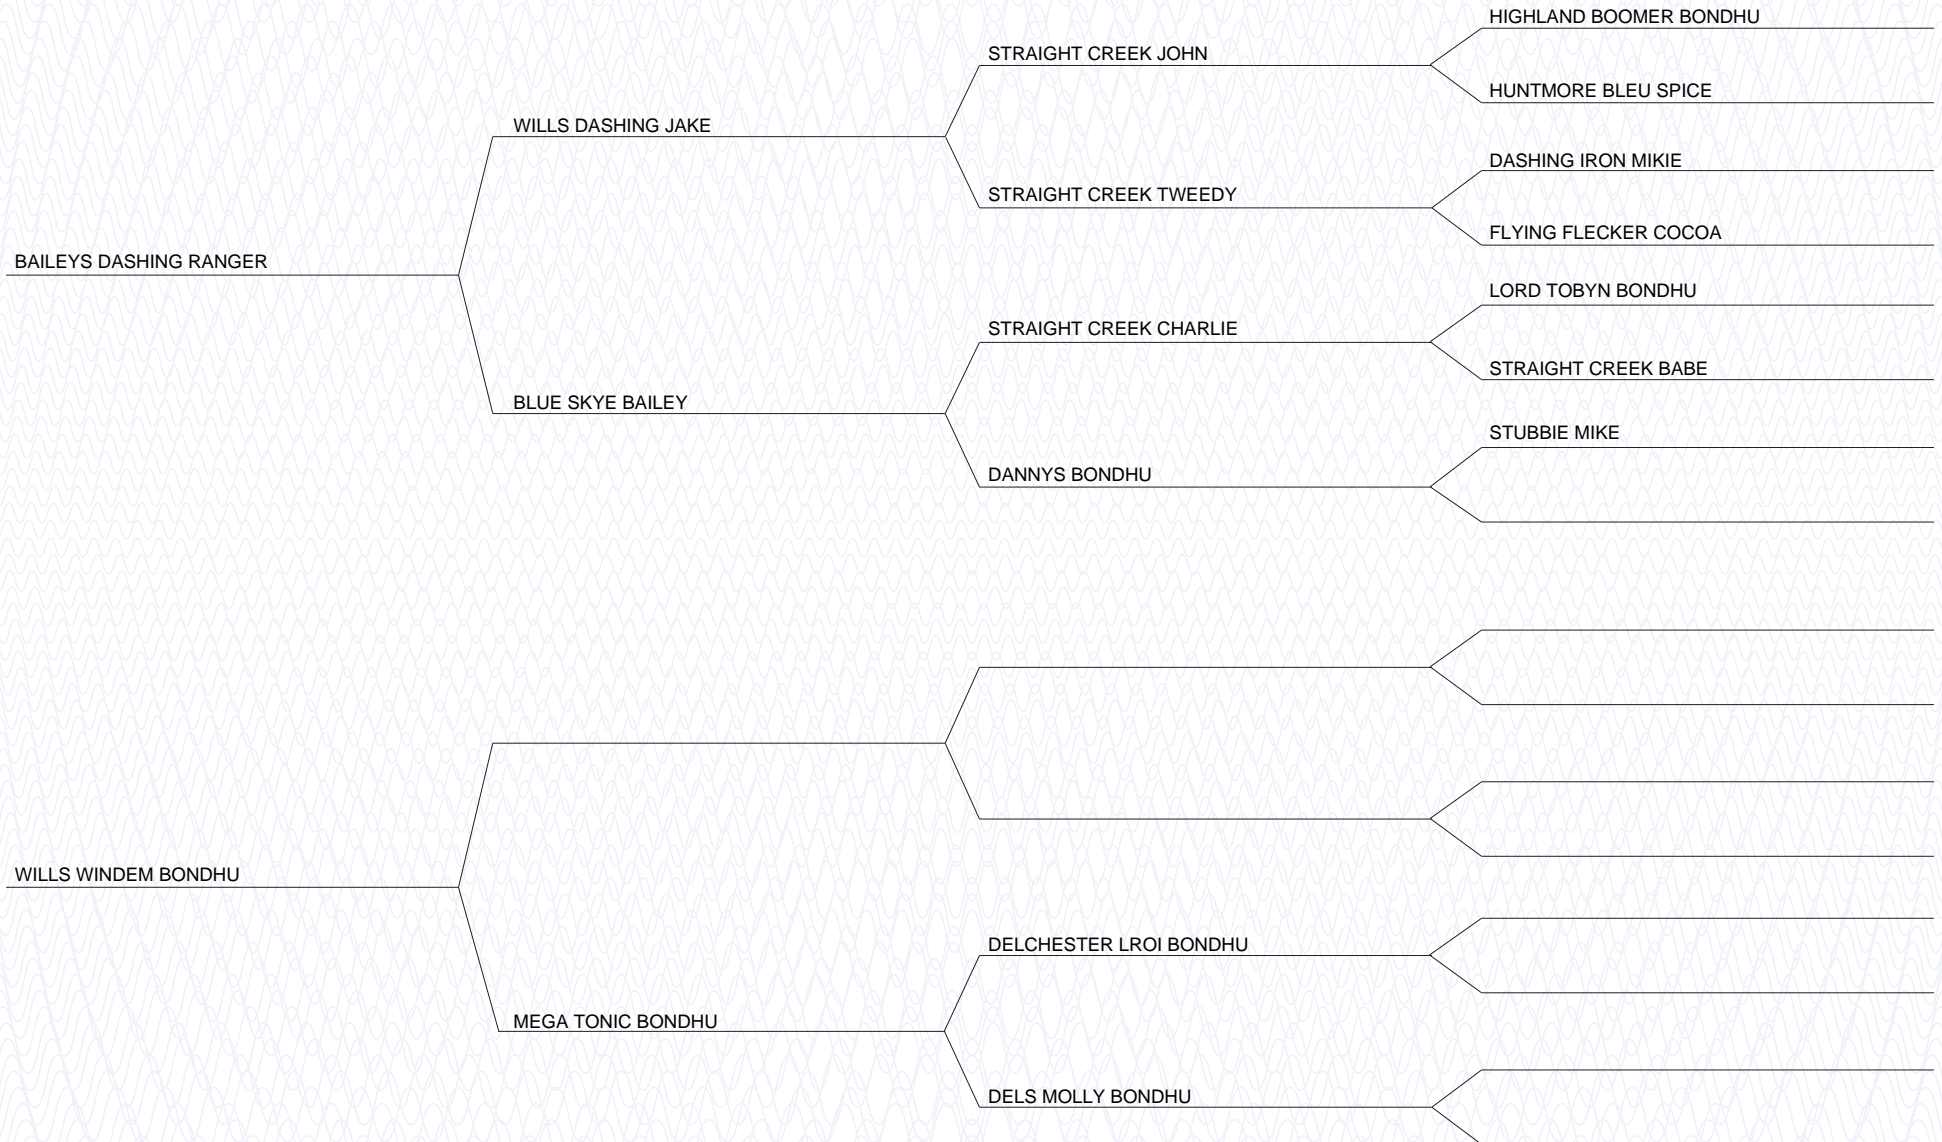 HIGHLAND BOOMER BONDHU
STRAIGHT CREEK JOHN
HUNTMORE BLEU SPICE
WILLS DASHING JAKE
DASHING IRON MIKIE
STRAIGHT CREEK TWEEDY
FLYING FLECKER COCOA
BAILEYS DASHING RANGER
LORD TOBYN BONDHU
STRAIGHT CREEK CHARLIE
STRAIGHT CREEK BABE
BLUE SKYE BAILEY
STUBBIE MIKE
DANNYS BONDHU
WILLS WINDEM BONDHU
DELCHESTER LROI BONDHU
MEGA TONIC BONDHU
DELS MOLLY BONDHU